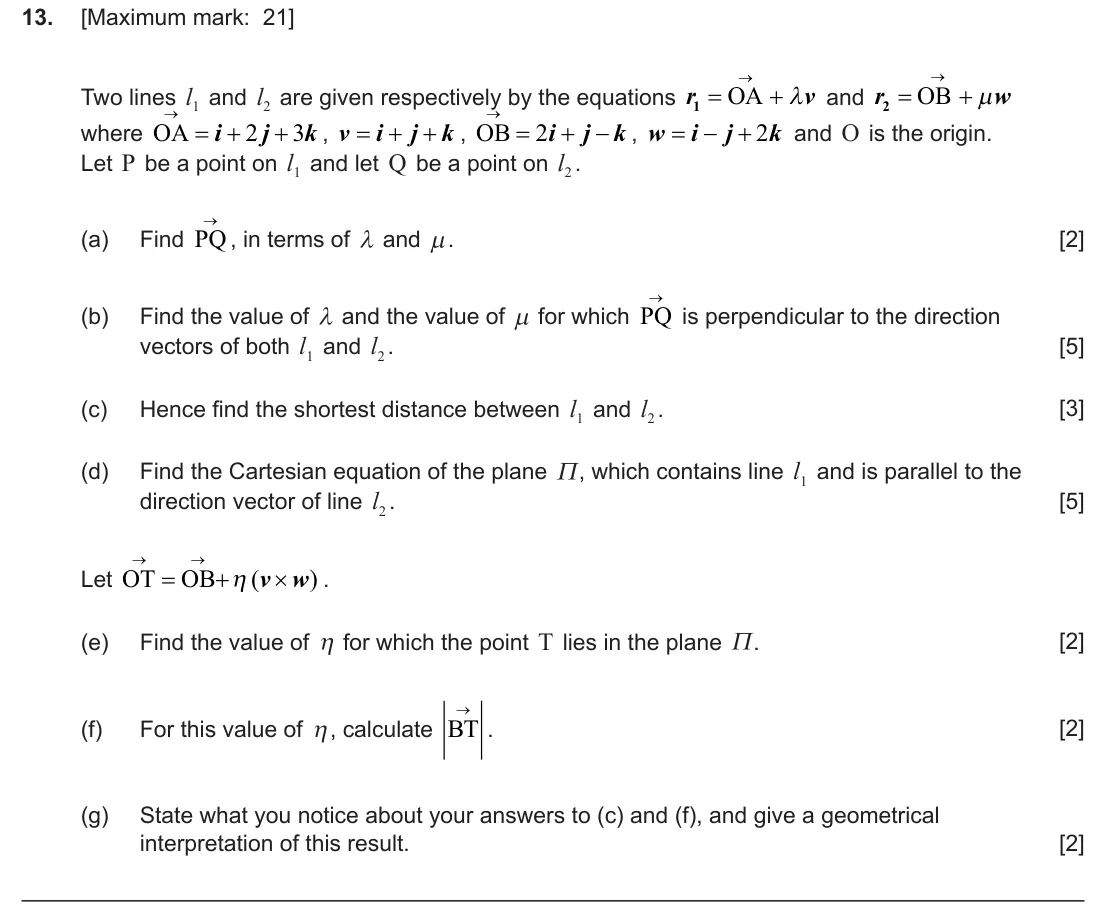 13. [Maximum mark: 21]
Two lines l₁ and l₂ are given respectively by the equations r₁ = OA→ + λv and r₂ = OB→ + μw
where OA→ = i + 2j + 3k, v = i + j + k, OB→ = 2i + j − k, w = i − j + 2k and O is the origin.
Let P be a point on l₁ and let Q be a point on l₂.
(a) Find PQ→, in terms of λ and μ. [2]
(b) Find the value of λ and the value of μ for which PQ→ is perpendicular to the direction
vectors of both l₁ and l₂. [5]
(c) Hence find the shortest distance between l₁ and l₂. [3]
(d) Find the Cartesian equation of the plane Π, which contains line l₁ and is parallel to the
direction vector of line l₂. [5]
Let OT→ = OB→ + η(v × w).
(e) Find the value of η for which the point T lies in the plane Π. [2]
(f) For this value of η, calculate |BT→|. [2]
(g) State what you notice about your answers to (c) and (f), and give a geometrical
interpretation of this result. [2]